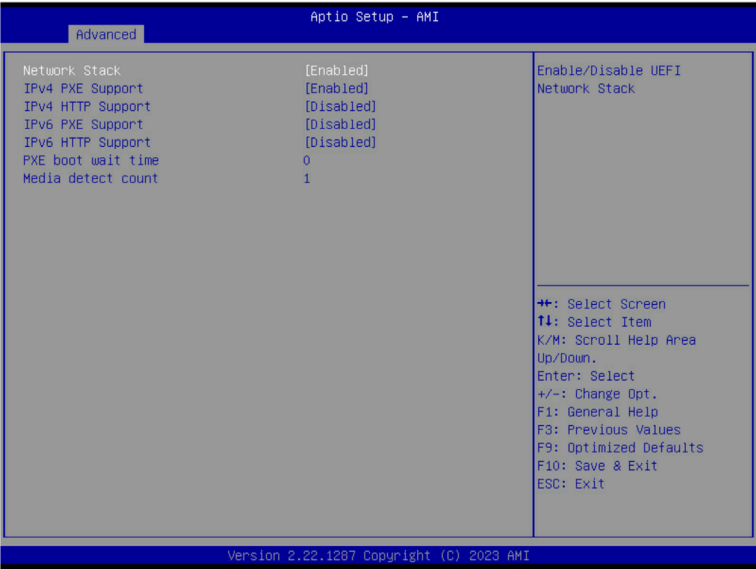 Aptio Setup – AMI
Advanced
Network Stack [Enabled]
IPv4 PXE Support [Enabled]
IPv4 HTTP Support [Disabled]
IPv6 PXE Support [Disabled]
IPv6 HTTP Support [Disabled]
PXE boot wait time 0
Media detect count 1
Enable/Disable UEFI
Network Stack
→←: Select Screen
↑↓: Select Item
K/M: Scroll Help Area
Up/Down.
Enter: Select
+/-: Change Opt.
F1: General Help
F3: Previous Values
F9: Optimized Defaults
F10: Save & Exit
ESC: Exit
Version 2.22.1287 Copyright (C) 2023 AMI